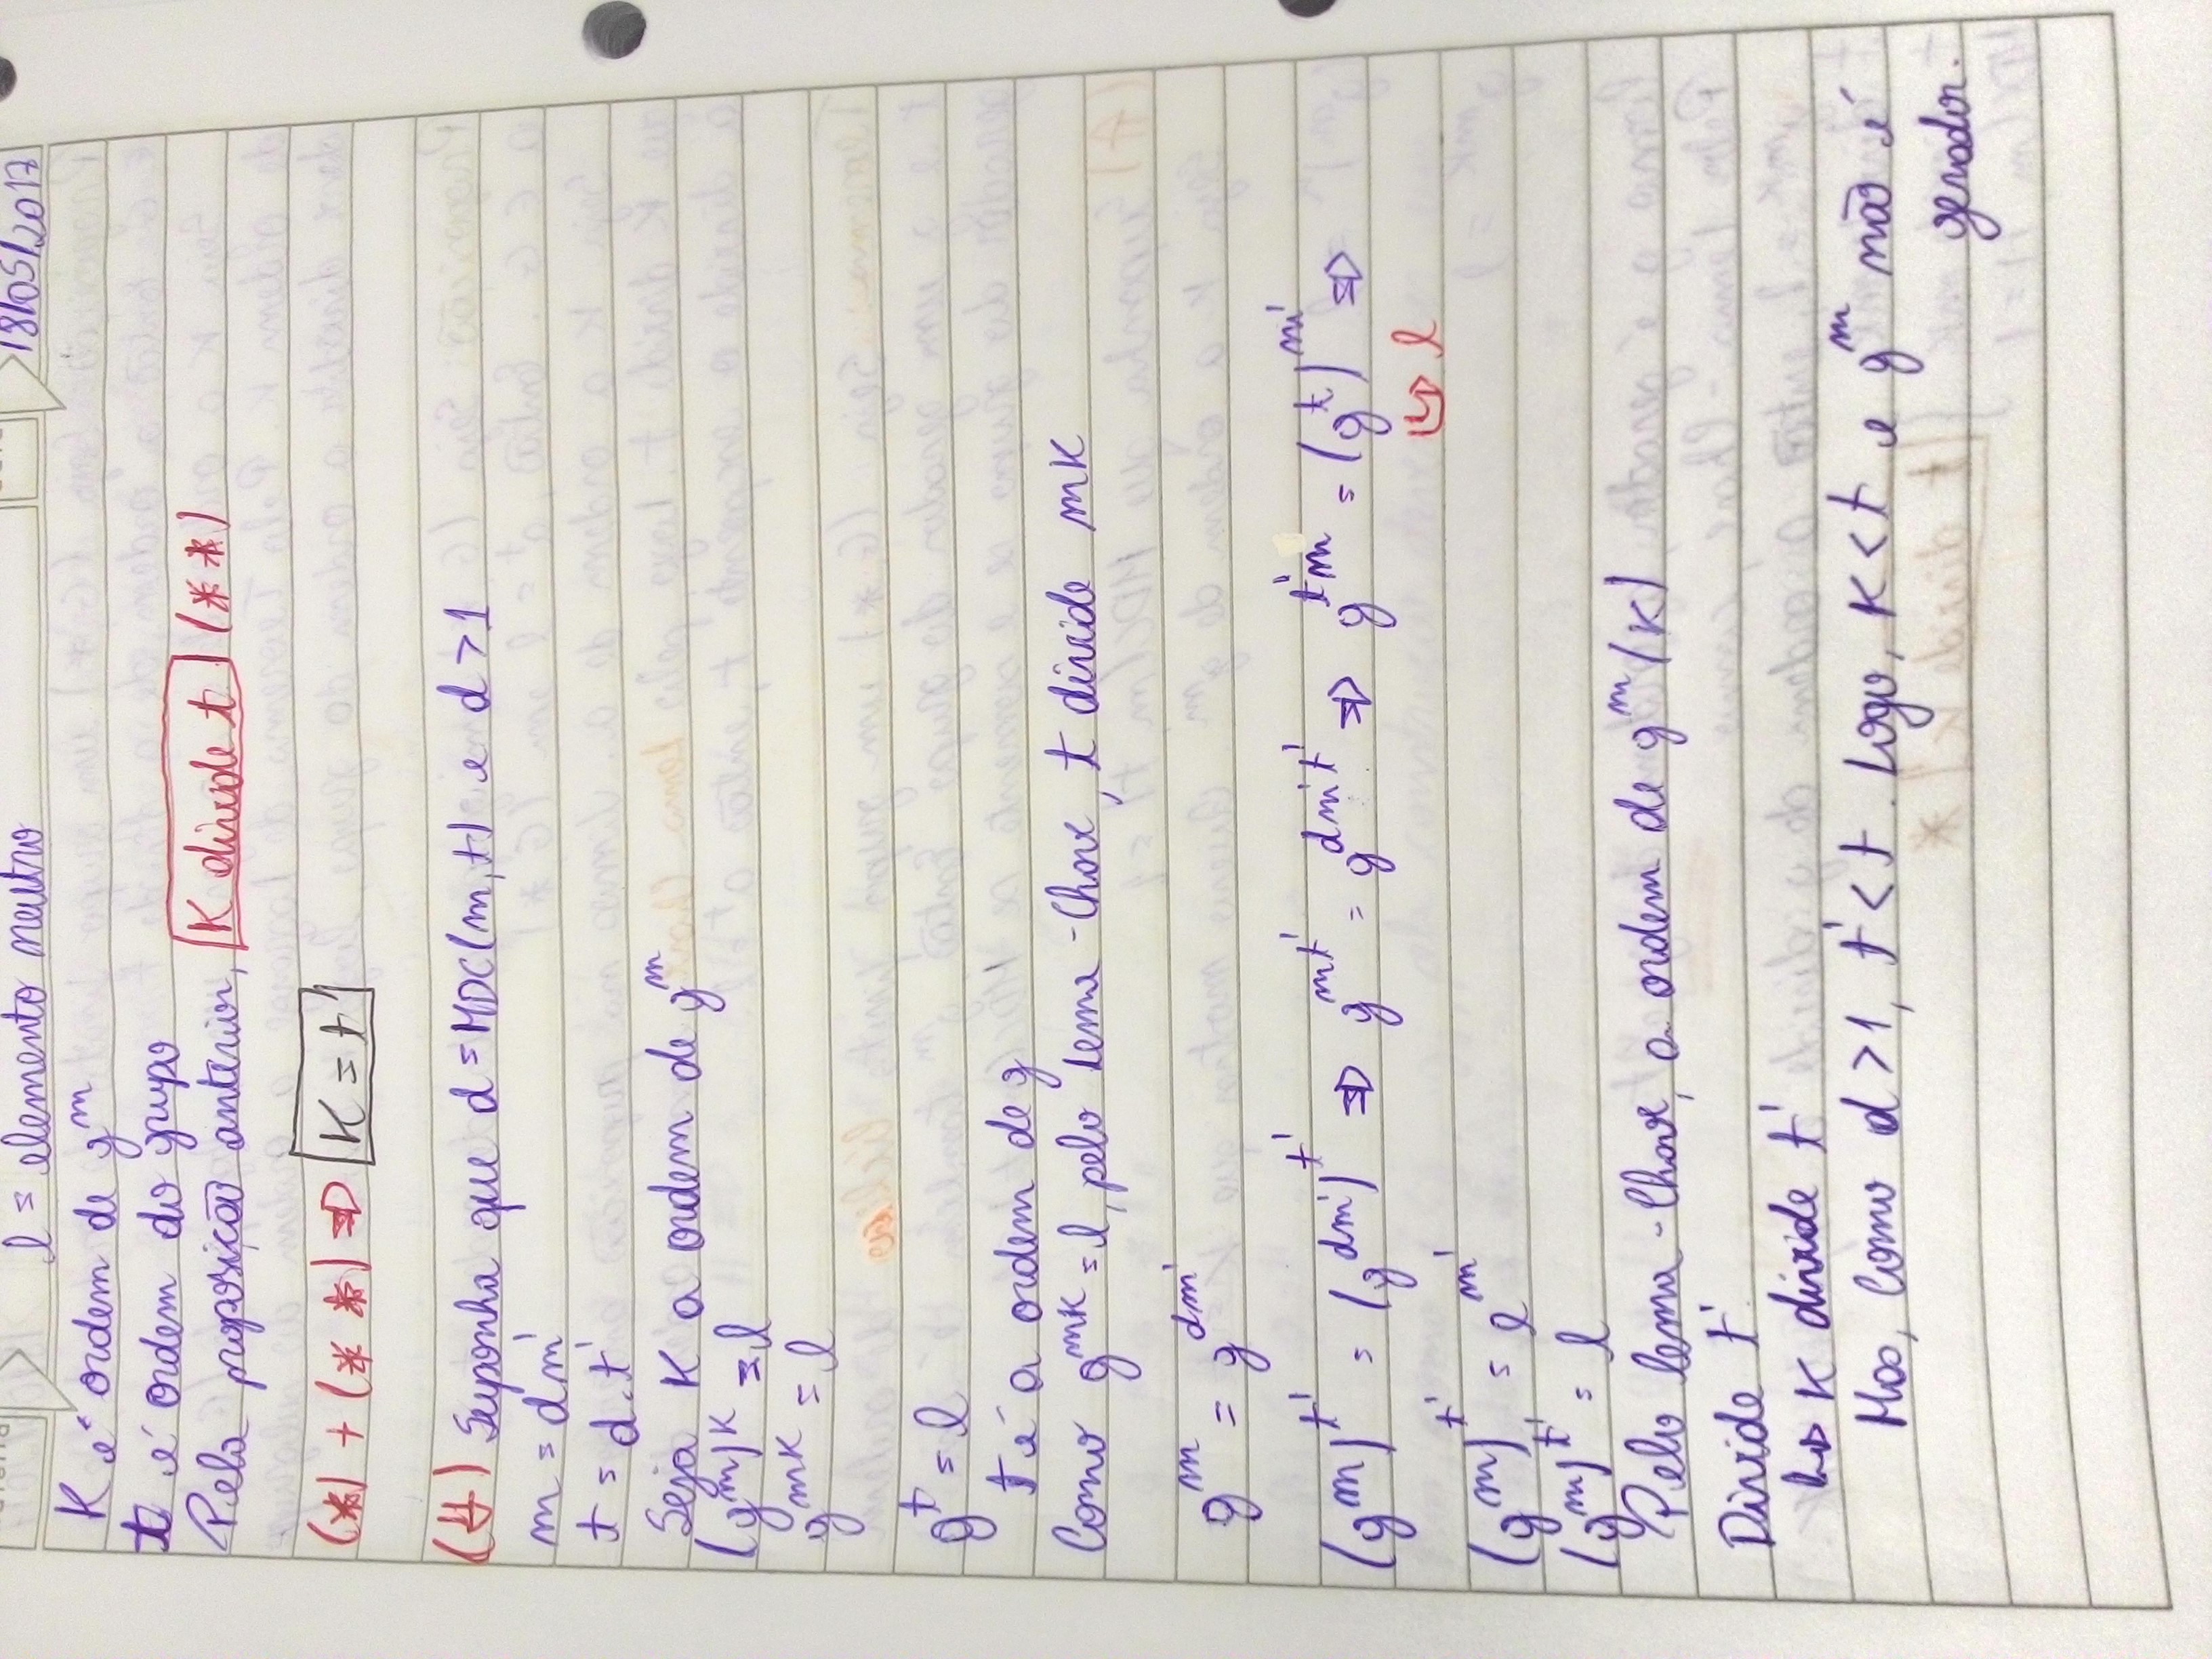 l = elemento neutro
18/05/2017
K é ordem de g^m
t é ordem do grupo
Pela proposição anterior, K divide t (**)
(*) + (**) ⇒ K = t
(4) Suponha que d = MDC(m,t) e d > 1
m = dm'
t = d.t'
Seja K a ordem de g^m
(g^m)^K = l
g^mK = l
g^t = l
t é a ordem de g
Como g^mK = l, pelo Lema-Chave, t divide mK
g^m = g^dm'
(g^m)^t' = (g^dm')^t' ⇒ g^mt' = g^dm't' ⇒ g^t'm = (g^t)^m' ⇒
↳ l
(g^m)^t' = e^m'
(g^m)^t' = l
Pelo lema-Chave, a ordem de g^m (K)
Divide t'
↳ K divide t'
Mas, como d > 1, t' < t. Logo, K < t e g^m não é
gerador.